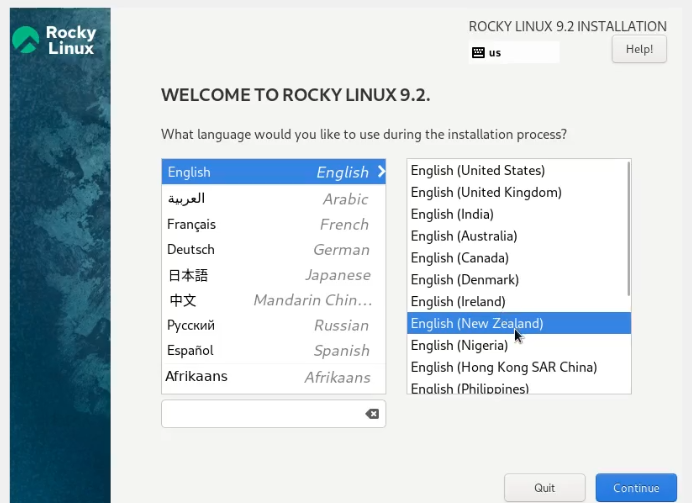 Rocky
Linux
ROCKY LINUX 9.2 INSTALLATION
us
Help!
WELCOME TO ROCKY LINUX 9.2.
What language would you like to use during the installation process?
English English
العربية Arabic
Français French
Deutsch German
日本語 Japanese
中文 Mandarin Chin...
Русский Russian
Español Spanish
Afrikaans Afrikaans
English (United States)
English (United Kingdom)
English (India)
English (Australia)
English (Canada)
English (Denmark)
English (Ireland)
English (New Zealand)
English (Nigeria)
English (Hong Kong SAR China)
English (Philippines)
Quit
Continue